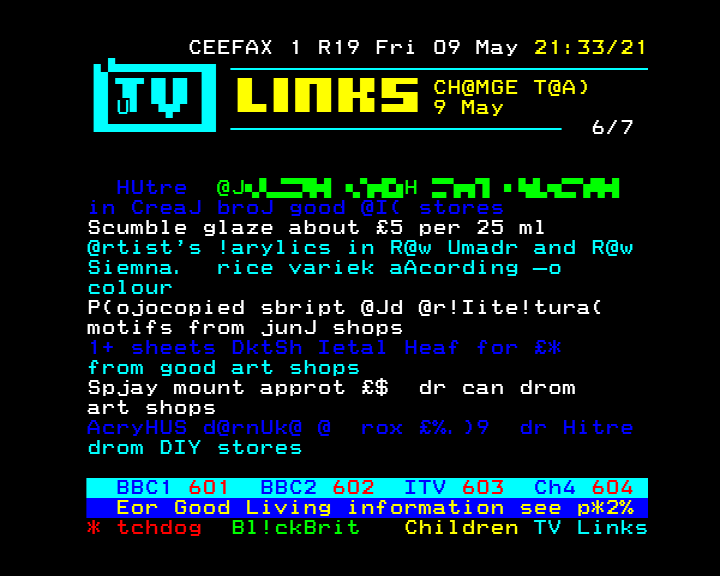 CEEFAX 1 R19 Fri 09 May 21:33/21
TV LINKS CH@MGE T@A)
U 9 May
6/7
HUtre @J H
in CreaJ broJ good @I( stores
Scumble glaze about £5 per 25 ml
@rtist's !arylics in R@w Umadr and R@w
Siemna. rice variek aAcording —o
colour
P(ojocopied sbript @Jd @r!Iite!tura(
motifs from junJ shops
1+ sheets DktSh Ietal Heaf for £*
from good art shops
Spjay mount approt £$ dr can drom
art shops
AcryHUS d@rnUk@ @ rox £%.)9 dr Hitre
drom DIY stores
BBC1 601 BBC2 602 ITV 603 Ch4 604
Eor Good Living information see p*2%
* tchdog Bl!ckBrit Children TV Links